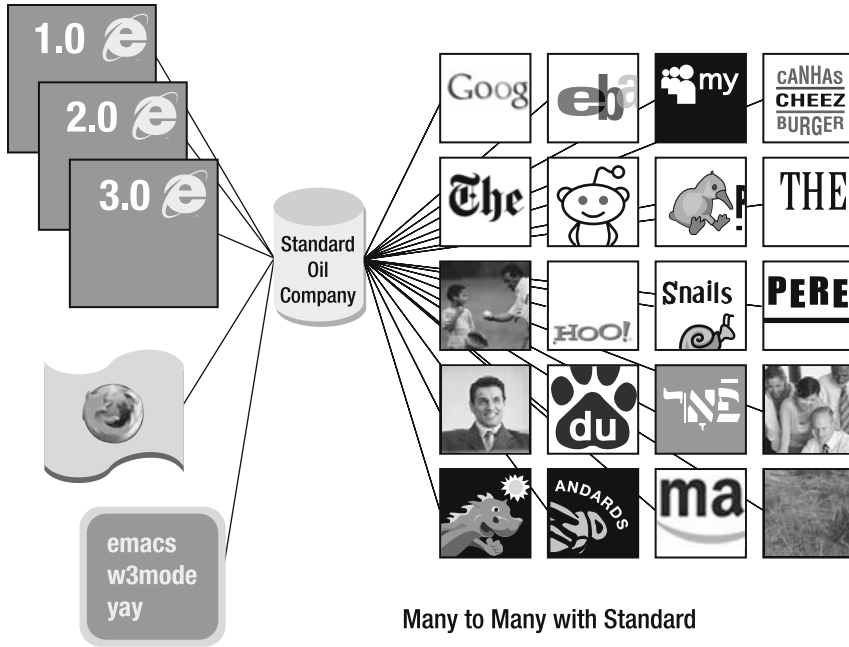 1.0
2.0
3.0
Standard
Oil
Company
emacs
w3mode
yay
Goog
eba
my
CANHAS
CHEEZ
BURGER
The
THE
HOO!
Snails
PERE
du
פֿאָר
ANDARDS
ma
Many to Many with Standard